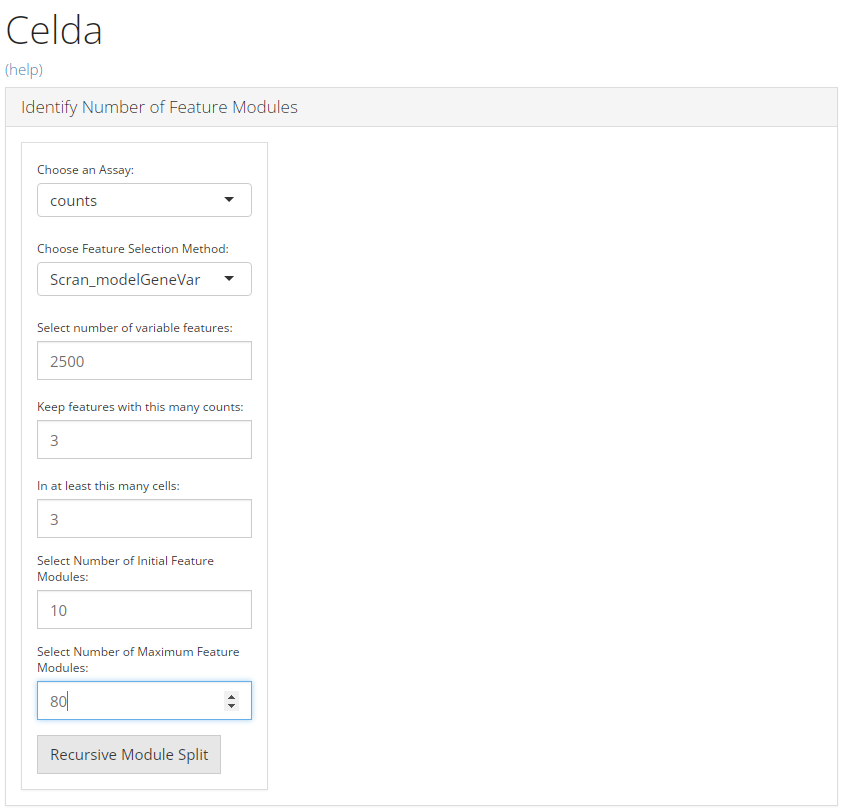 Celda
(help)
Identify Number of Feature Modules
Choose an Assay:
counts
Choose Feature Selection Method:
Scran_modelGeneVar
Select number of variable features:
2500
Keep features with this many counts:
3
In at least this many cells:
3
Select Number of Initial Feature
Modules:
10
Select Number of Maximum Feature
Modules:
80
Recursive Module Split